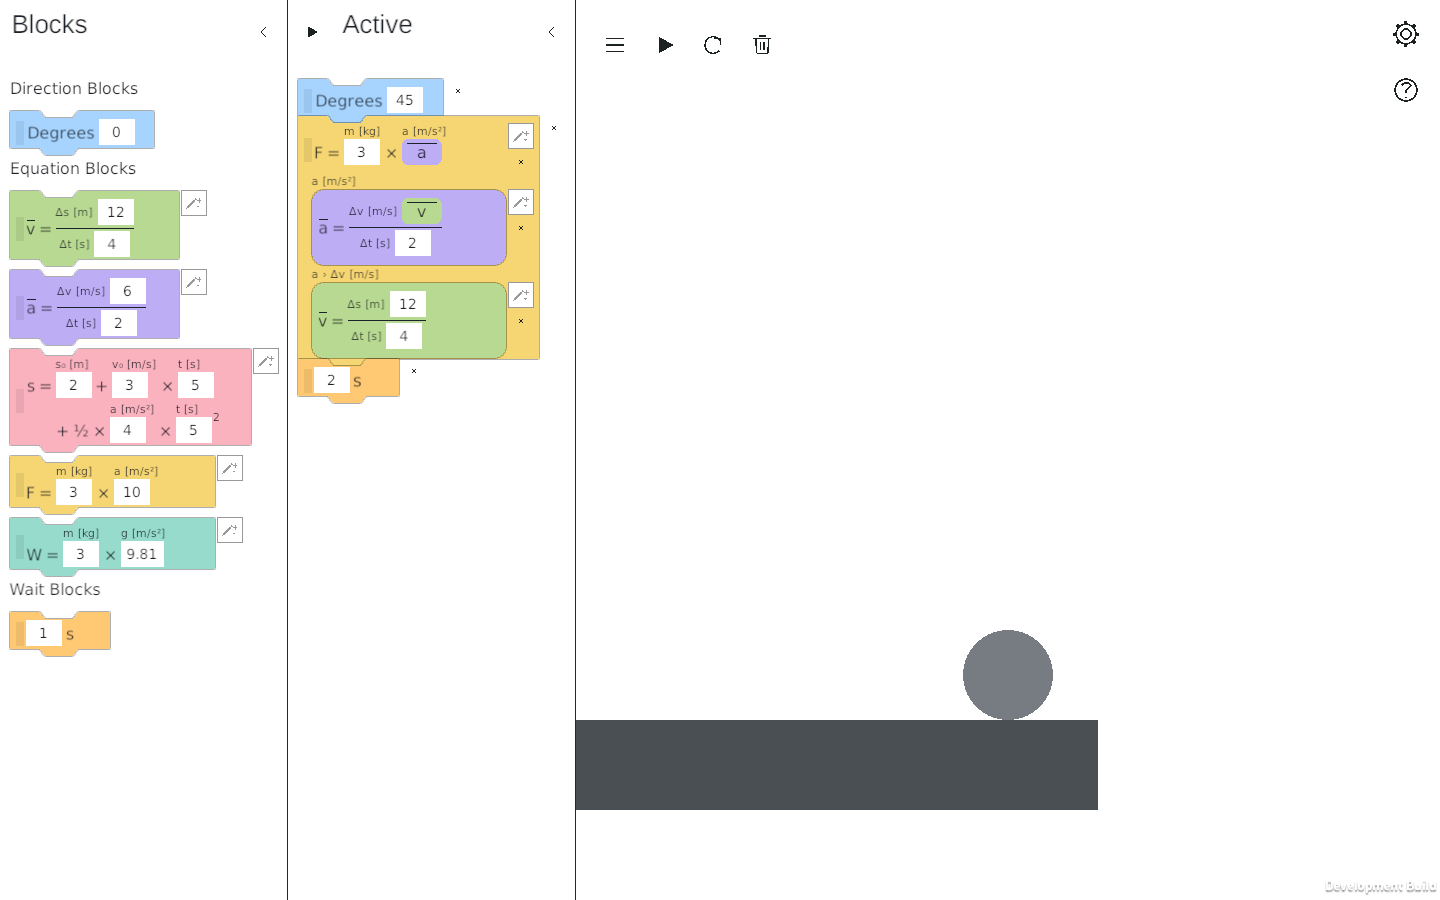 Blocks
Direction Blocks
Degrees 0
Equation Blocks
v̅ = Δs [m] 12
Δt [s] 4
a̅ = Δv [m/s] 6
Δt [s] 2
s₀ [m] v₀ [m/s] t [s]
s = 2 + 3 × 5
a [m/s²] t [s]
+ ½ × 4 × 5 2
m [kg] a [m/s²]
F = 3 × 10
m [kg] g [m/s²]
W = 3 × 9.81
Wait Blocks
1 s
Active
Degrees 45
m [kg] a [m/s²]
F = 3 × a̅
a [m/s²]
a̅ = Δv [m/s] v̅
Δt [s] 2
a › Δv [m/s]
v̅ = Δs [m] 12
Δt [s] 4
2 s
Development Build